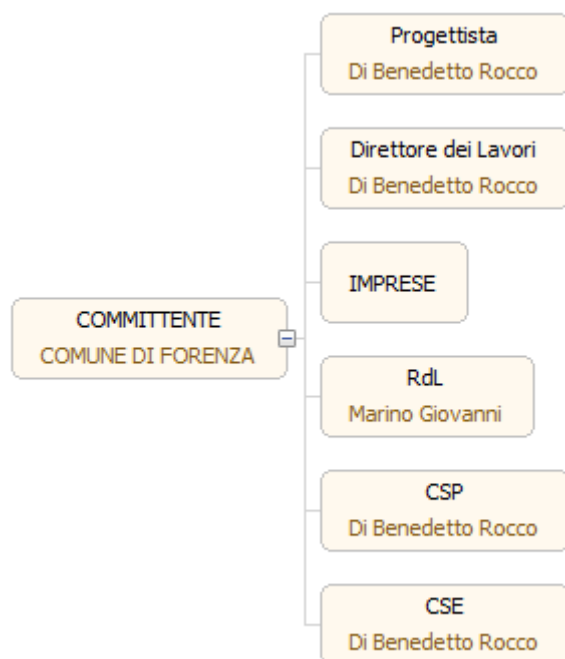 Progettista
Di Benedetto Rocco
Direttore dei Lavori
Di Benedetto Rocco
IMPRESE
COMMITTENTE
COMUNE DI FORENZA
RdL
Marino Giovanni
CSP
Di Benedetto Rocco
CSE
Di Benedetto Rocco